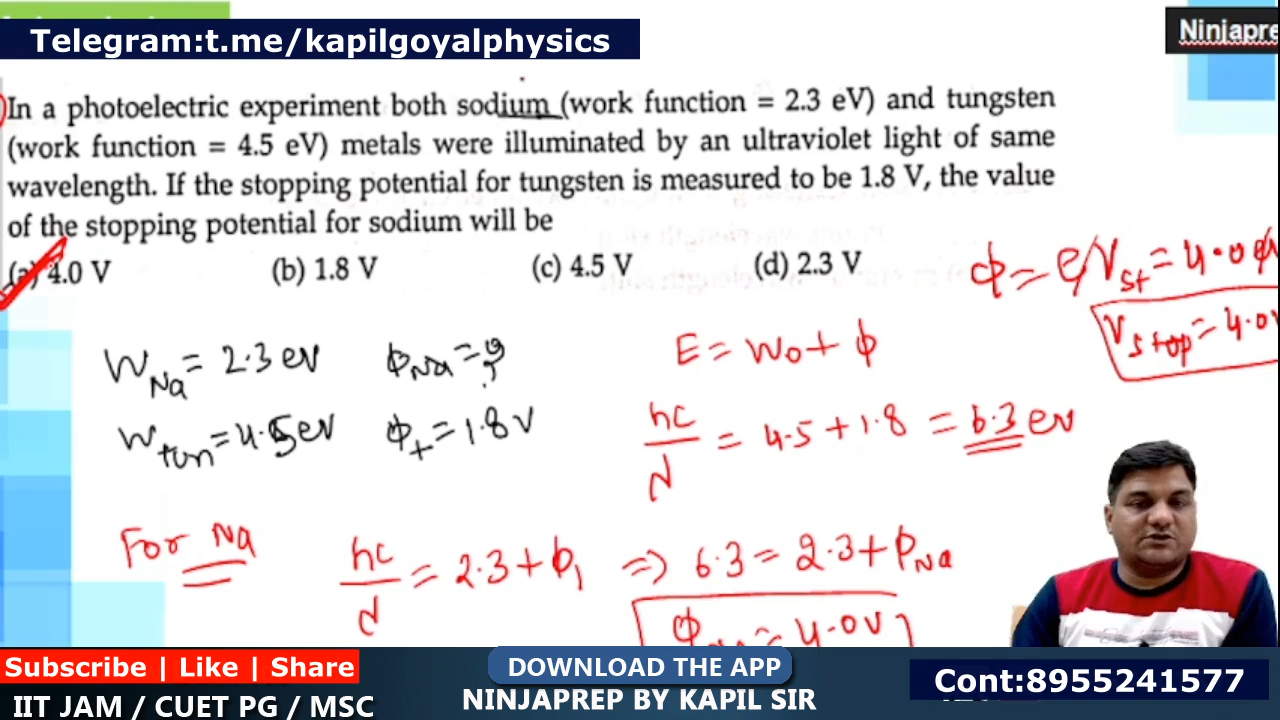 Telegram:t.me/kapilgoyalphysics
Ninjapre
In a photoelectric experiment both sodium (work function = 2.3 eV) and tungsten
(work function = 4.5 eV) metals were illuminated by an ultraviolet light of same
wavelength. If the stopping potential for tungsten is measured to be 1.8 V, the value
of the stopping potential for sodium will be
(a) 4.0 V (b) 1.8 V (c) 4.5 V (d) 2.3 V
ϕ = eVst = 4.0 e
Vstop = 4.0V
W Na = 2.3 ev ϕNa = ?
W tun = 4.5 eV ϕt = 1.8 V
E = W0 + ϕ
hc/λ = 4.5 + 1.8 = 6.3 ev
For Na
hc/λ = 2.3 + ϕ1 => 6.3 = 2.3 + ϕNa
= 4.0V
Subscribe | Like | Share
IIT JAM / CUET PG / MSC
DOWNLOAD THE APP
NINJAPREP BY KAPIL SIR
Cont:8955241577